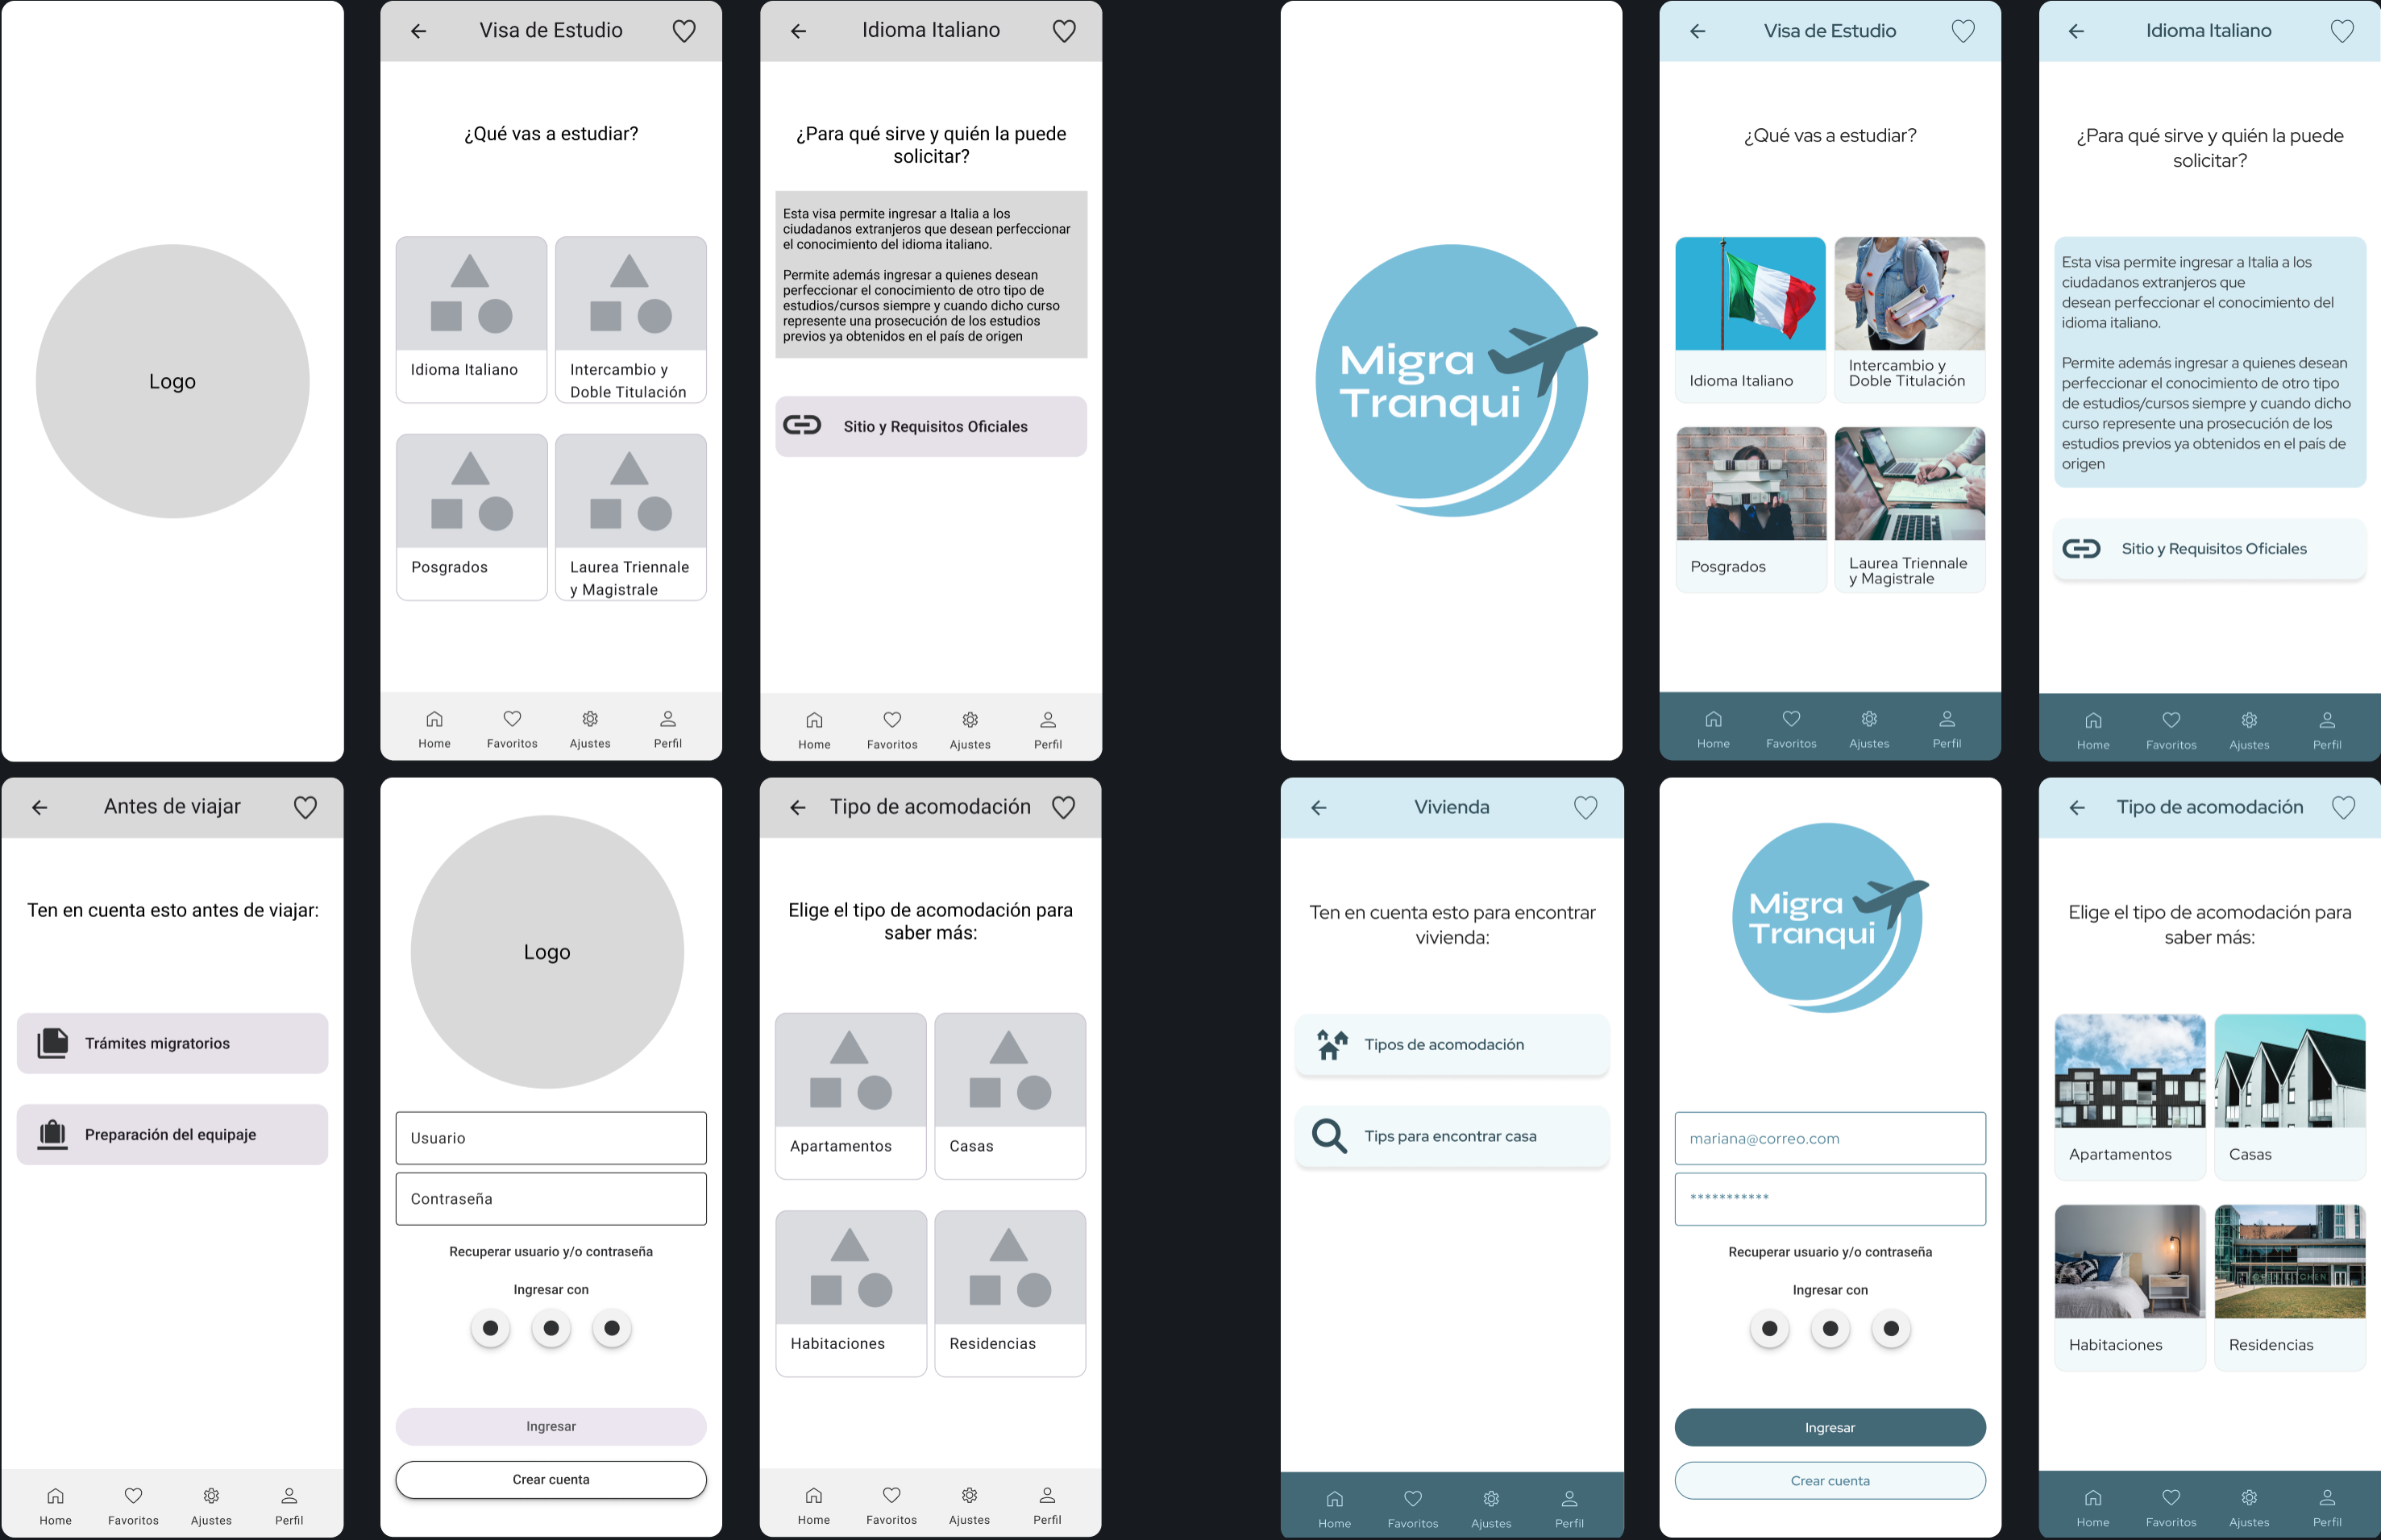 Logo
Visa de Estudio
¿Qué vas a estudiar?
Idioma Italiano
Intercambio y
Doble Titulación
Posgrados
Laurea Triennale
y Magistrale
Home
Favoritos
Ajustes
Perfil
Idioma Italiano
¿Para qué sirve y quién la puede
solicitar?
Esta visa permite ingresar a Italia a los
ciudadanos extranjeros que desean perfeccionar
el conocimiento del idioma italiano.
Permite además ingresar a quienes desean
perfeccionar el conocimiento de otro tipo de
estudios/cursos siempre y cuando dicho curso
represente una prosecución de los estudios
previos ya obtenidos en el país de origen
Sitio y Requisitos Oficiales
Home
Favoritos
Ajustes
Perfil
Migra
Tranqui
Visa de Estudio
¿Qué vas a estudiar?
Idioma Italiano
Intercambio y
Doble Titulación
Posgrados
Laurea Triennale
y Magistrale
Home
Favoritos
Ajustes
Perfil
Idioma Italiano
¿Para qué sirve y quién la puede
solicitar?
Esta visa permite ingresar a Italia a los
ciudadanos extranjeros que
desean perfeccionar el conocimiento del
idioma italiano.
Permite además ingresar a quienes desean
perfeccionar el conocimiento de otro tipo
de estudios/cursos siempre y cuando dicho
curso represente una prosecución de los
estudios previos ya obtenidos en el país de
origen
Sitio y Requisitos Oficiales
Home
Favoritos
Ajustes
Perfil
Antes de viajar
Ten en cuenta esto antes de viajar:
Trámites migratorios
Preparación del equipaje
Home
Favoritos
Ajustes
Perfil
Logo
Usuario
Contraseña
Recuperar usuario y/o contraseña
Ingresar con
Ingresar
Crear cuenta
Tipo de acomodación
Elige el tipo de acomodación para
saber más:
Apartamentos
Casas
Habitaciones
Residencias
Home
Favoritos
Ajustes
Perfil
Vivienda
Ten en cuenta esto para encontrar
vivienda:
Tipos de acomodación
Tips para encontrar casa
Home
Favoritos
Ajustes
Perfil
Migra
Tranqui
mariana@correo.com
***********
Recuperar usuario y/o contraseña
Ingresar con
Ingresar
Crear cuenta
Tipo de acomodación
Elige el tipo de acomodación para
saber más:
Apartamentos
Casas
Habitaciones
Residencias
Home
Favoritos
Ajustes
Perfil